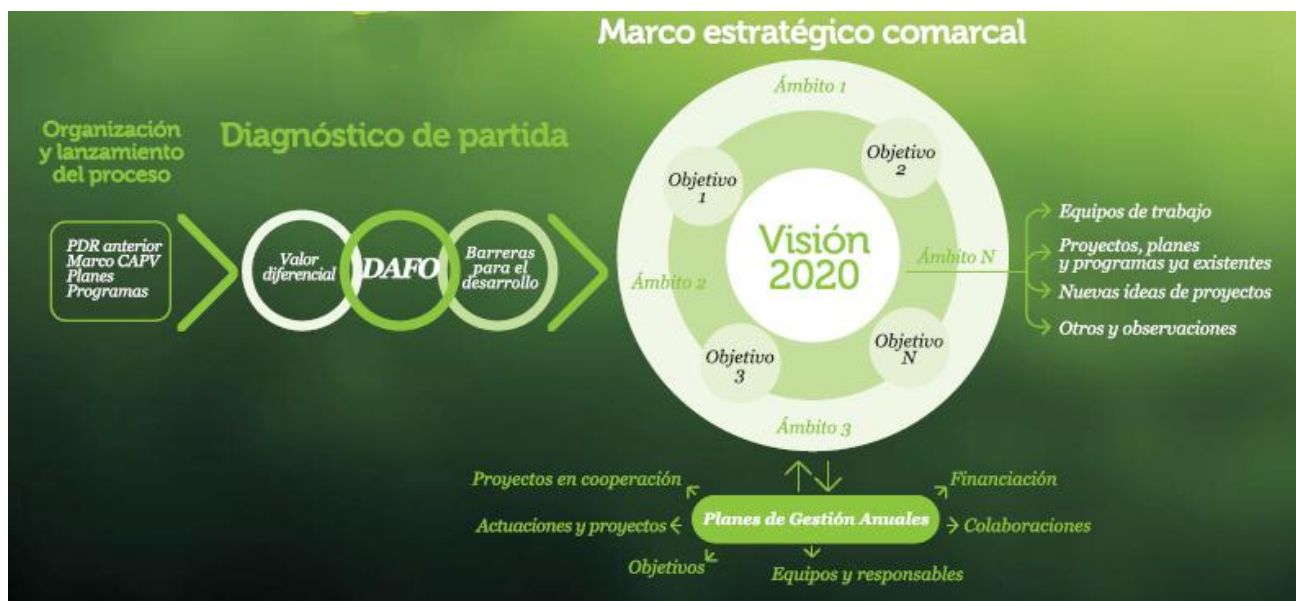 Marco estratégico comarcal
Organización
y lanzamiento
del proceso
PDR anterior
Marco CAPV
Planes
Programas
Diagnóstico de partida
Valor
diferencial
DAFO
Barreras
para el
desarrollo
Ámbito 1
Objetivo
1
Objetivo
2
Visión
2020
Ámbito 2
Ámbito N
Objetivo
3
Objetivo
N
Ámbito 3
Equipos de trabajo
Proyectos, planes
y programas ya existentes
Nuevas ideas de proyectos
Otros y observaciones
Proyectos en cooperación
Financiación
Actuaciones y proyectos
Planes de Gestión Anuales
Colaboraciones
Objetivos
Equipos y responsables